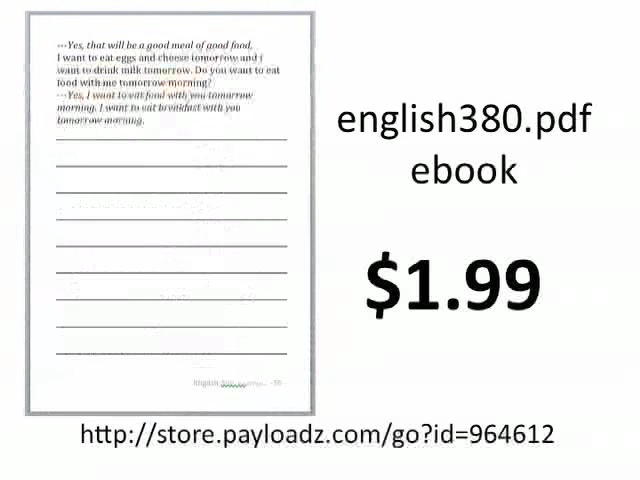 ---Yes, that will be a good meal of good food.
I want to eat eggs and cheese tomorrow and I
want to drink milk tomorrow. Do you want to eat
food with me tomorrow morning?
---Yes, I want to eat food with you tomorrow
morning. I want to eat breakfast with you
tomorrow morning.
English 380
english380.pdf
ebook
$1.99
http://store.payloadz.com/go?id=964612